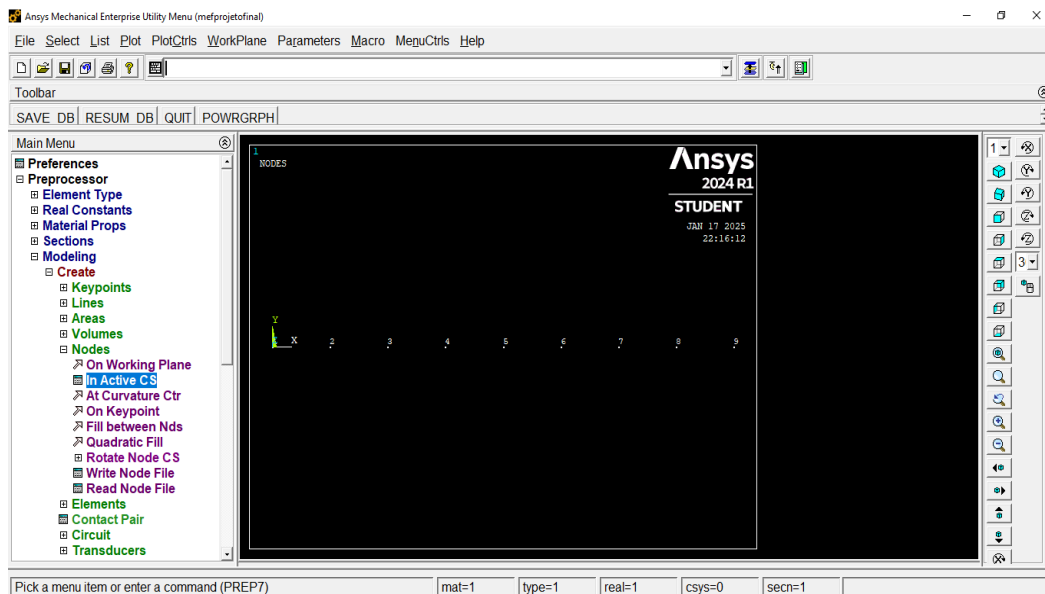 Ansys Mechanical Enterprise Utility Menu (mefprojetofinal)
File Select List Plot PlotCtrls WorkPlane Parameters Macro MenuCtrls Help
Toolbar
SAVE_DB RESUM_DB QUIT POWRGRPH
Main Menu
Preferences
Preprocessor
Element Type
Real Constants
Material Props
Sections
Modeling
Create
Keypoints
Lines
Areas
Volumes
Nodes
On Working Plane
In Active CS
At Curvature Ctr
On Keypoint
Fill between Nds
Quadratic Fill
Rotate Node CS
Write Node File
Read Node File
Elements
Contact Pair
Circuit
Transducers
1
NODES
Ansys
2024 R1
STUDENT
JAN 17 2025
22:16:12
Y
X 2 3 4 5 6 7 8 9
1
X
Y
Y
Z
Z
3
Pick a menu item or enter a command (PREP7) mat=1 type=1 real=1 csys=0 secn=1